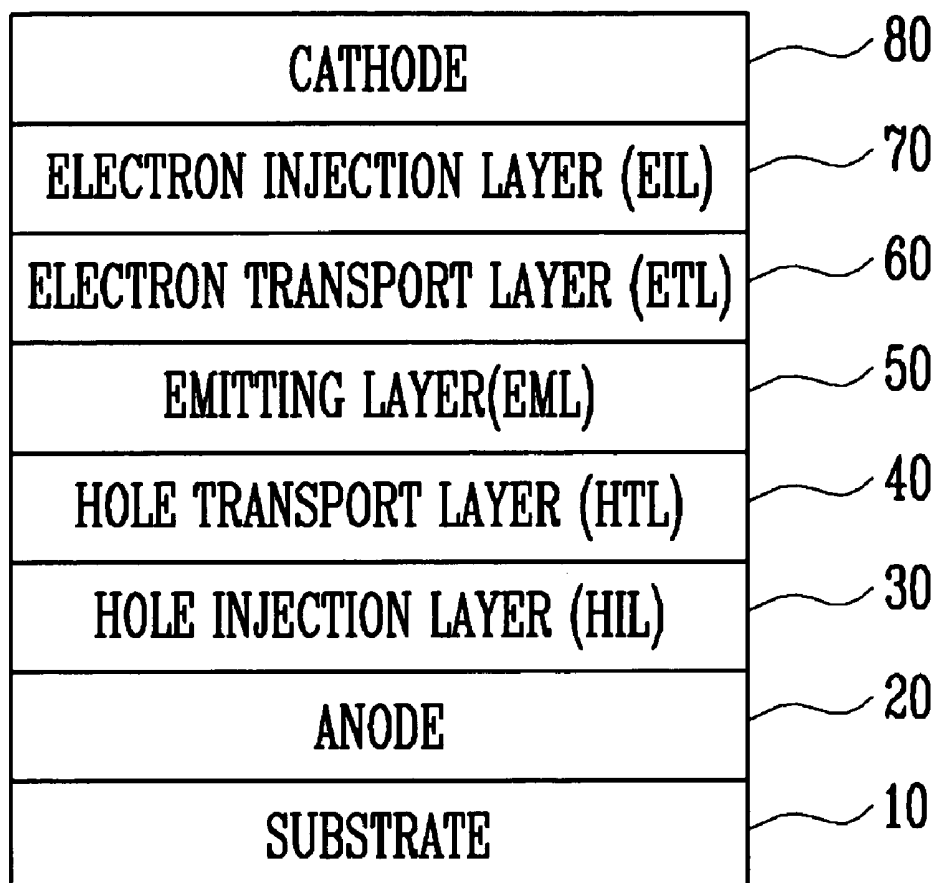 CATHODE 80
ELECTRON INJECTION LAYER (EIL) 70
ELECTRON TRANSPORT LAYER (ETL) 60
EMITTING LAYER(EML) 50
HOLE TRANSPORT LAYER (HTL) 40
HOLE INJECTION LAYER (HIL) 30
ANODE 20
SUBSTRATE 10